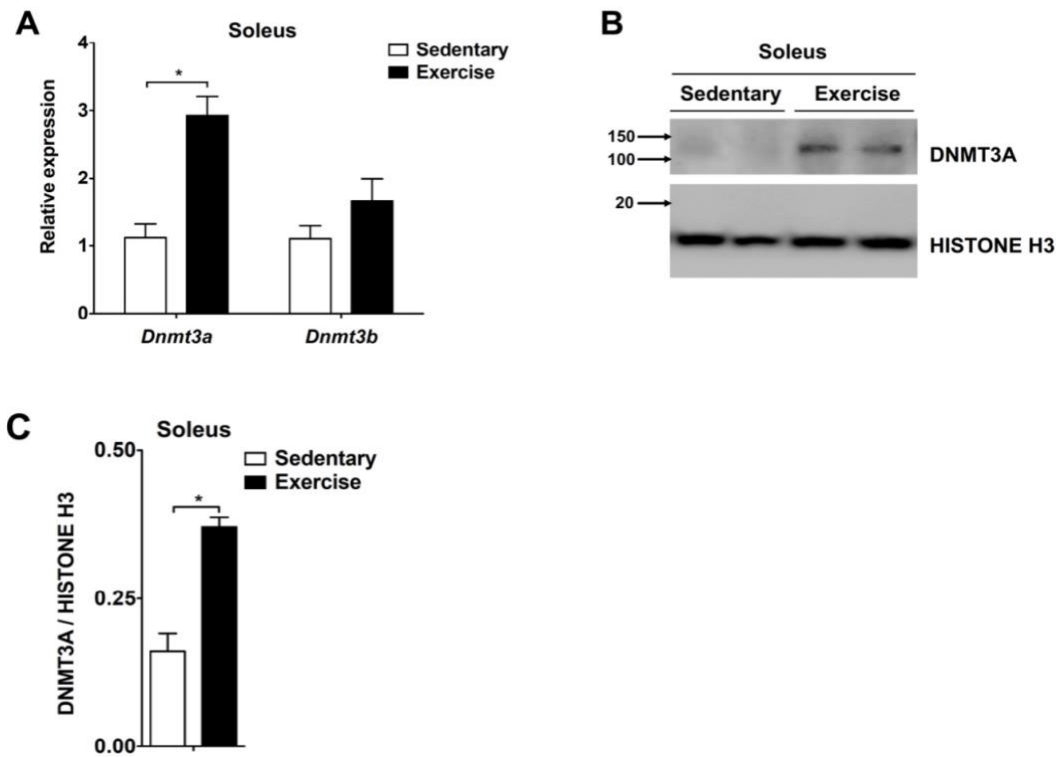 A
Soleus
Sedentary
Exercise
Relative expression
4
3
2
1
0
*
Dnmt3a
Dnmt3b
B
Soleus
Sedentary Exercise
150
100
DNMT3A
20
HISTONE H3
C
Soleus
Sedentary
Exercise
DNMT3A / HISTONE H3
0.50
0.25
0.00
*